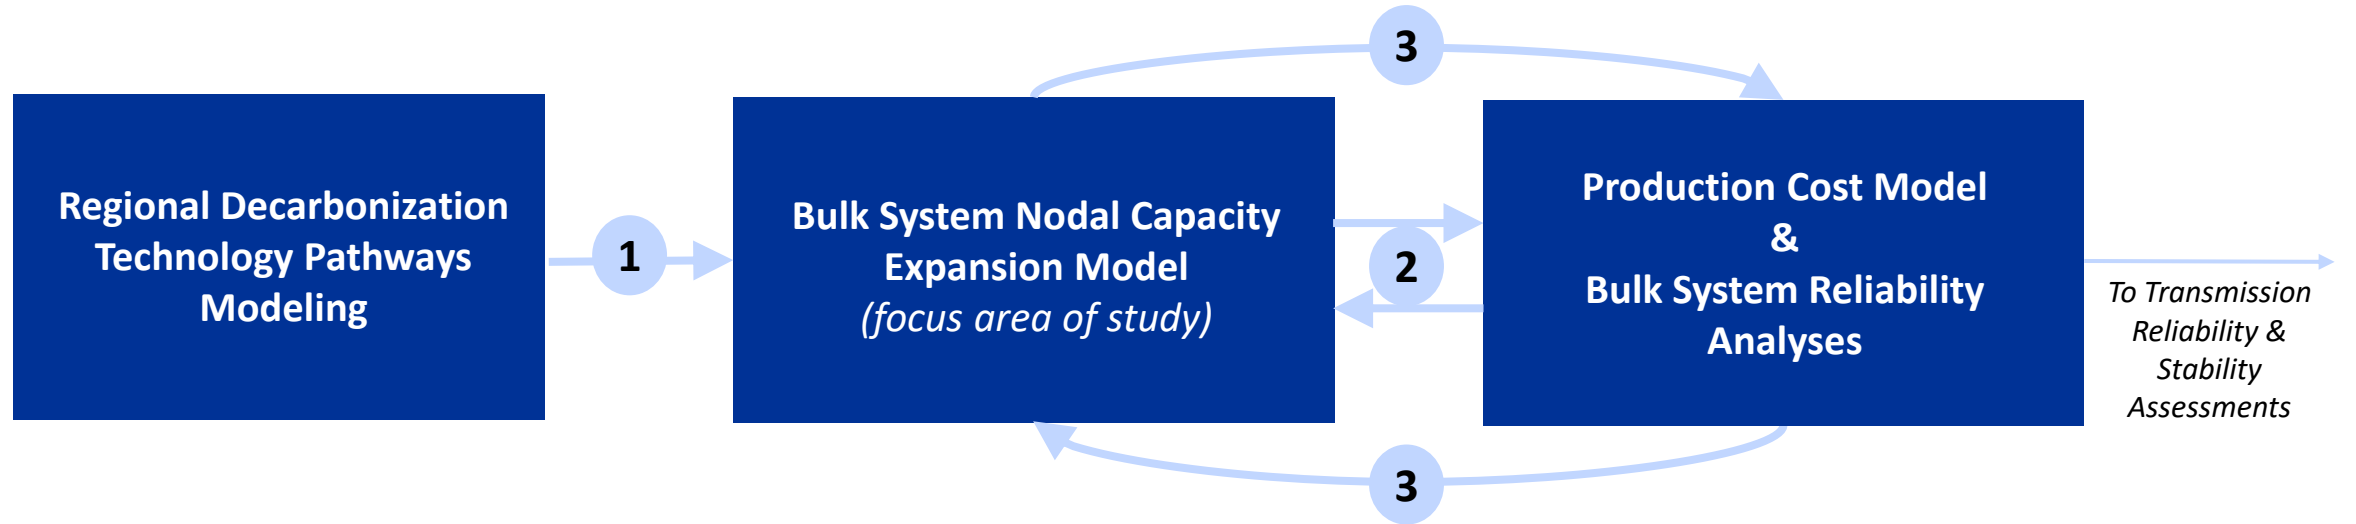 3
Regional Decarbonization
Technology Pathways
Modeling
1
Bulk System Nodal Capacity
Expansion Model
(focus area of study)
2
Production Cost Model
&
Bulk System Reliability
Analyses
To Transmission
Reliability &
Stability
Assessments
3